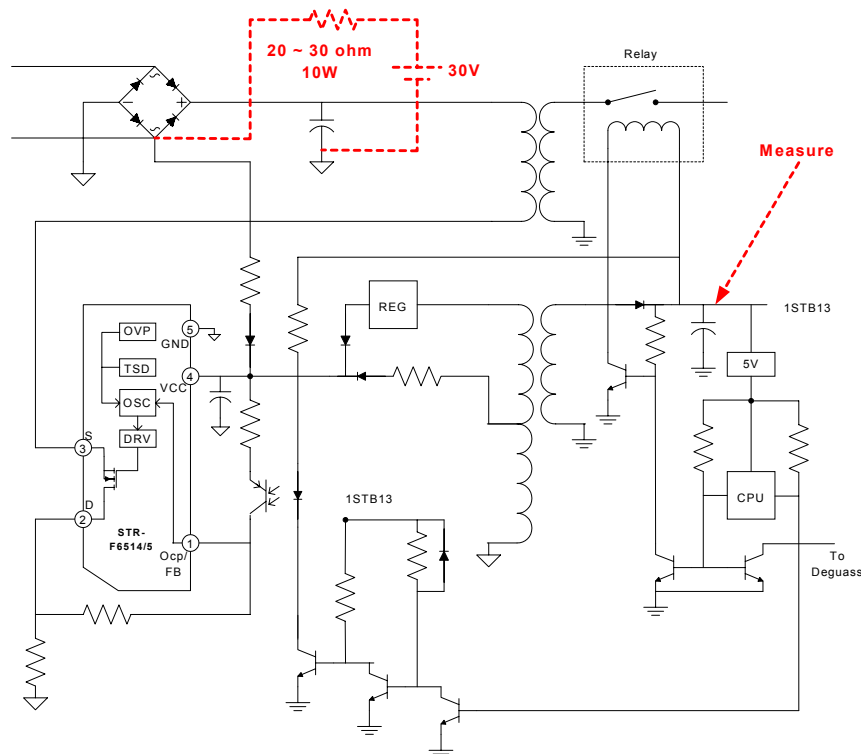 20 ~ 30 ohm
10W
30V
Relay
Measure
1STB13
REG
OVP
5
GND
TSD
4
VCC
OSC
5V
S
3
DRV
D
2
STR-
F6514/5
1
Ocp/
FB
1STB13
CPU
To
Deguass